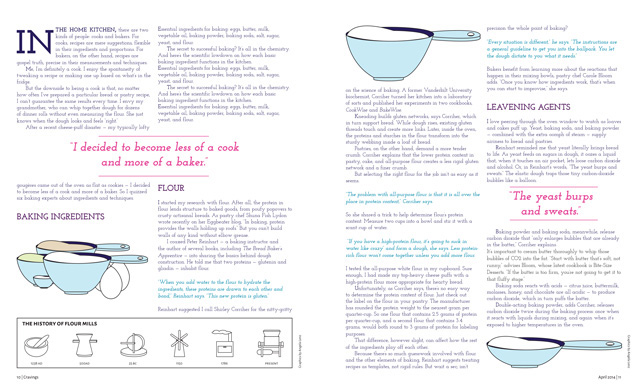 IN THE HOME KITCHEN, there are two
kinds of people: cooks and bakers. For
cooks, recipes are mere suggestions, flexible
in their ingredients and proportions. For
bakers, on the other hand, recipes are
gospel truth, precise in their measurements and techniques.
Me, I'm definitely a cook. I enjoy the spontaneity of
tweaking a recipe or making one up based on what's in the
fridge.
But the downside to being a cook is that, no matter
how often I've prepared a particular bread or pastry recipe,
I can't guarantee the same results every time. I envy my
grandmother, who can whip together dough for dozens
of dinner rolls without even measuring the flour. She just
knows when the dough looks and feels "right."
After a recent cheese-puff disaster — my typically lofty
"I decided to become less of a cook
and more of a baker."
gougères came out of the oven as flat as cookies — I decided
to become less of a cook and more of a baker. So I quizzed
six baking experts about ingredients and techniques.
BAKING INGREDIENTS
Essential ingredients for baking: eggs, butter, milk,
vegetable oil, baking powder, baking soda, salt, sugar,
yeast, and flour.
The secret to successful baking? It's all in the chemistry.
And here's the essential breakdown on how each basic
baking ingredient functions in the kitchen.
Essential ingredients for baking: eggs, butter, milk,
vegetable oil, baking powder, baking soda, salt, sugar,
yeast, and flour.
The secret to successful baking? It's all in the chemistry.
And here's the essential breakdown on how each basic
baking ingredient functions in the kitchen.
Essential ingredients for baking: eggs, butter, milk,
vegetable oil, baking powder, baking soda, salt, sugar,
yeast, and flour.
FLOUR
I started my research with flour. After all, the protein in
flour lends structure to baked goods, from poufy popovers to
crusty artisanal breads. As pastry chef Shuna Fish Lydon
wrote recently on her Eggbeater blog, "In baking, protein
provides the walls holding up roofs." But you can't build
walls of any kind without elbow grease.
I roused Peter Reinhart — a baking instructor and
the author of several books, including The Bread Baker's
Apprentice — into sharing the basics behind dough
construction. He told me that two proteins — glutenin and
gliadin — inhabit flour.
"When you add water to the flour to hydrate the
ingredients, these proteins are drawn to each other and
bond," Reinhart says. "This new protein is gluten."
Reinhart suggested I call Shirley Corriher for the nitty-gritty
THE HISTORY OF FLOUR MILLS
10 | Cravings
on the science of baking. A former Vanderbilt University
biochemist, Corriher turned her kitchen into a laboratory
of sorts and published her experiments in two cookbooks,
CookWise and BakeWise.
Kneading builds gluten networks, says Corriher, which
in turn support bread. While dough rises, existing gluten
threads touch and create more links. Later, inside the oven,
the proteins and starches in the flour transform into the
sturdy webbing inside a loaf of bread.
Pastries, on the other hand, demand a more tender
crumb. Corriher explains that the lower protein content in
pastry, cake, and all-purpose flour creates a less rigid gluten
network and a finer crumb.
But selecting the right flour for the job isn't as easy as it
seems.
"The problem with all-purpose flour is that it is all over the
place in protein content," Corriher says.
So she shared a trick to help determine flour's protein
content: Measure two cups into a bowl and stir it with a
scant cup of water.
"If you have a high-protein flour, it's going to suck in
water like crazy" and form a dough, she says. Less protein-
rich flour won't come together unless you add more flour.
I tested the all-purpose white flour in my cupboard. Sure
enough, I had made my top-heavy cheese puffs with a
high-protein flour more appropriate for hearty bread.
Unfortunately, as Corriher says, there's no easy way
to determine the protein content of flour. Just check out
the label on the flour in your pantry. The manufacturer
has rounded the protein weight to the nearest gram per
quarter-cup. So one flour that contains 2.5 grams of protein
per quarter-cup, and a second flour that contains 3.4
grams, would both round to 3 grams of protein for labeling
purposes.
That difference, however slight, can affect how the rest
of the ingredients play off each other.
Because there's so much guesswork involved with flour
and the other elements of baking, Reinhart suggests treating
recipes as templates, not rigid rules. But wait a sec; isn't
precision the whole point of baking?
"Every situation is different," he says. "The instructions are
a general guideline to get you into the ballpark. You let
the dough dictate to you what it needs."
Bakers benefit from learning more about the reactions that
happen in their mixing bowls, pastry chef Carole Bloom
adds. "Once you know how ingredients work, that's when
you can start to improvise," she says.
LEAVENING AGENTS
I love peering through the oven window to watch as loaves
and cakes puff up. Yeast, baking soda, and baking powder
— combined with the extra oomph of steam — supply
airiness to bread and pastries.
Reinhart reminded me that yeast literally brings bread
to life. As yeast feeds on sugar in dough, it oozes a liquid
that, when it touches an air pocket, lets loose carbon dioxide
and alcohol. Or, in Reinhart's words, "The yeast burps and
sweats." The elastic dough traps those tiny carbon-dioxide
bubbles like a balloon.
"The yeast burps
and sweats."
Baking powder and baking soda, meanwhile, release
carbon dioxide that "only enlarges bubbles that are already
in the batter," Corriher explains.
It's important to cream butter thoroughly to whip these
bubbles of CO2 into the fat. "Start with butter that's soft, not
runny," advises Bloom, whose latest cookbook is Bite-Size
Desserts. "If the butter is too firm, you're not going to get it to
that fluffy stage."
Baking soda reacts with acids — citrus juice, buttermilk,
molasses, honey, and chocolate are all acidic — to produce
carbon dioxide, which in turn puffs the batter.
Double-acting baking powder, adds Corriher, releases
carbon dioxide twice during the baking process: once when
it reacts with liquids during mixing, and again when it's
exposed to higher temperatures in the oven.
April 2014 | 11